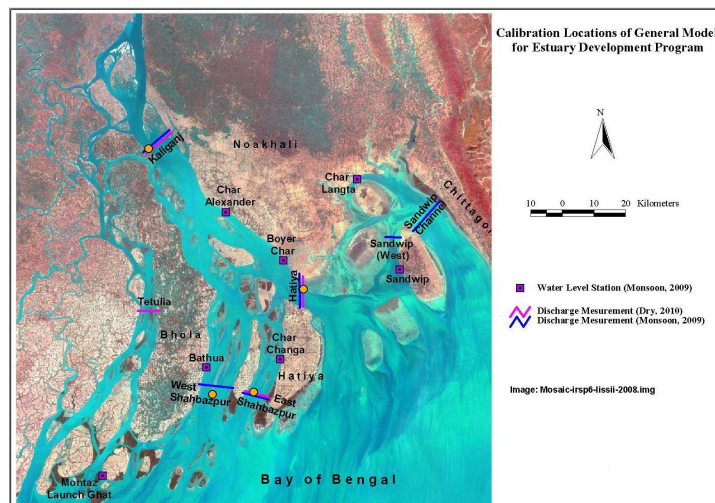 Calibration Locations of General Model
for Estuary Development Program
N
10 0 10 20 Kilometers
Water Level Station (Monsoon, 2009)
Discharge Mesurement (Dry, 2010)
Discharge Mesurement (Monsoon, 2009)
Image: Mosaic-irsp6-lissii-2008.img
Kaliganj
Noakhali
Char
Langta
Chittagon
Char
Alexander
Sandwip
Channel
Boyer
Char
Sandwip
(West)
Sandwip
Hatiya
Tetulia
Bhola
Char
Changa
Bathua
Hatiya
West
Shahbazpur
East
Shahbazpur
Montaz
Launch Ghat
Bay of Bengal